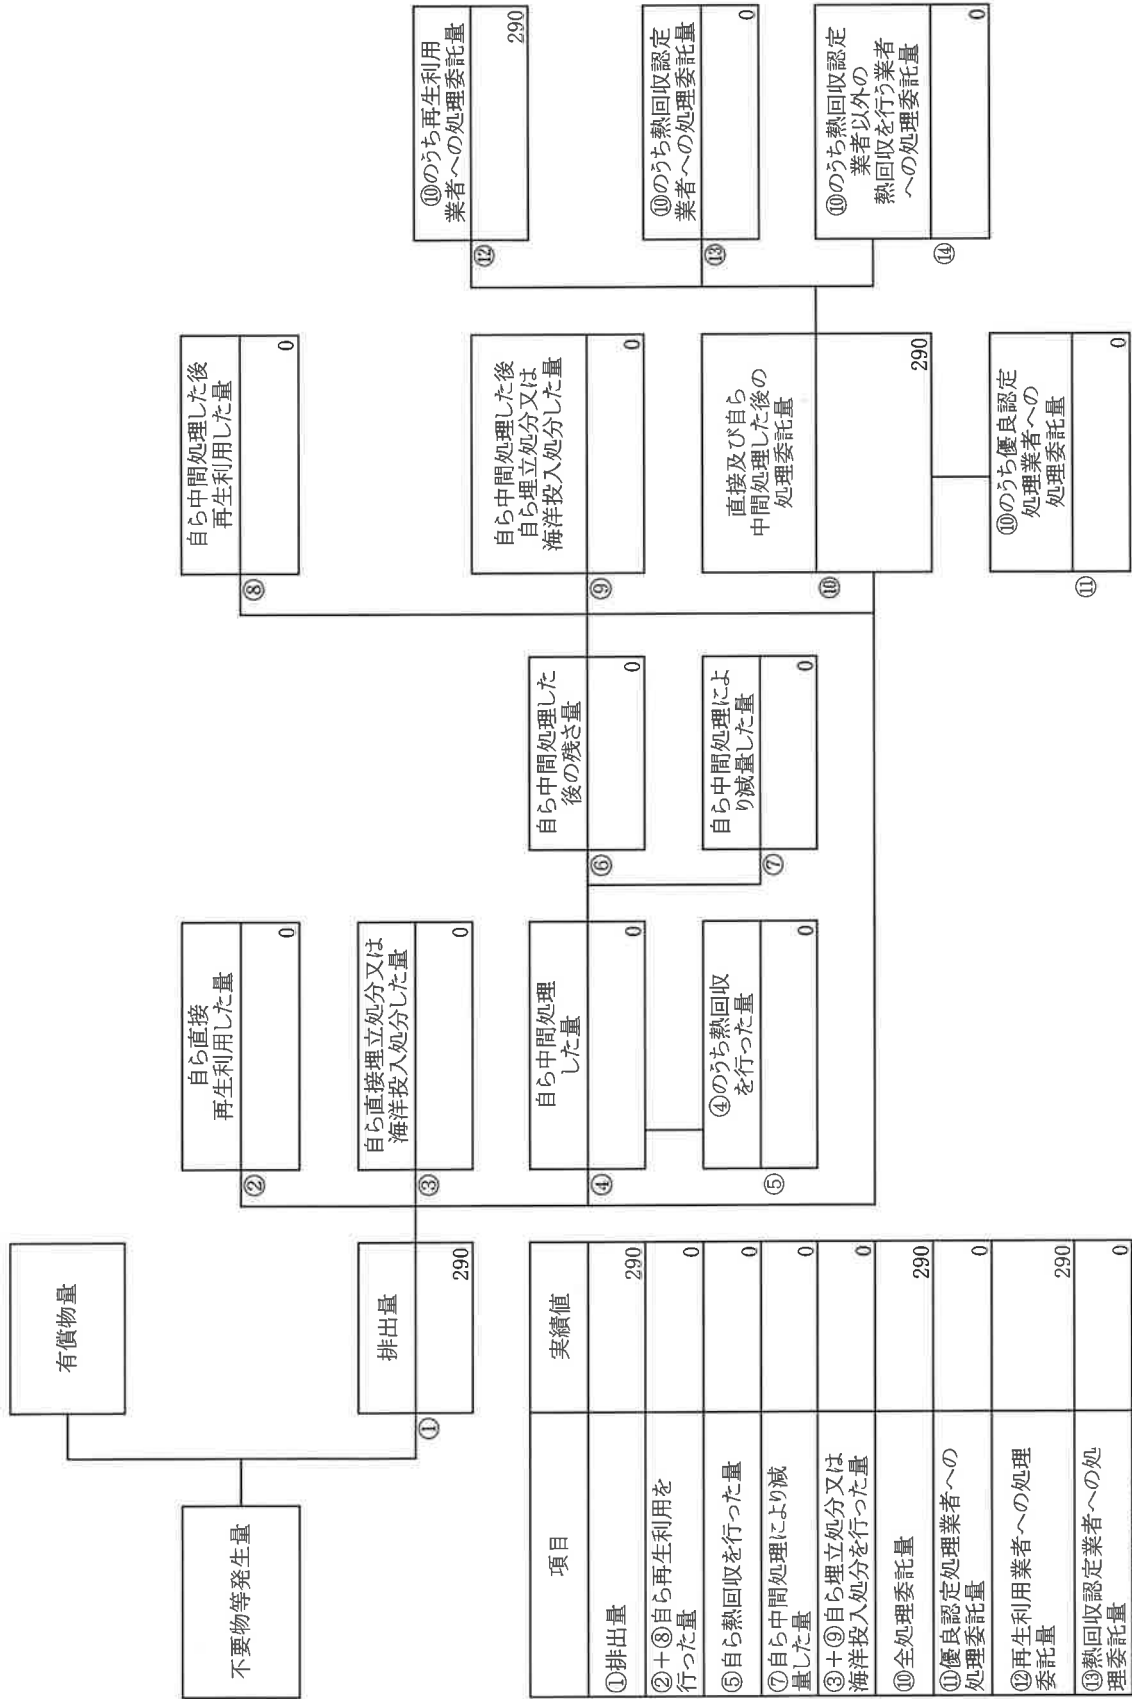 不要物等発生量
有償物量
①
排出量
290
②
自ら直接
再生利用した量
0
③
自ら直接埋立処分又は
海洋投入処分した量
0
④
自ら中間処理
した量
0
⑤
④のうち熱回収
を行った量
0
⑥
自ら中間処理した
後の残さ量
0
⑦
自ら中間処理によ
り減量した量
0
⑧
自ら中間処理した後
再生利用した量
0
⑨
自ら中間処理した後
自ら埋立処分又は
海洋投入処分した量
0
⑩
直接及び自ら
中間処理した後の
処理委託量
290
⑪
⑩のうち優良認定
処理業者への
処理委託量
0
⑫
⑩のうち再生利用
業者への処理委託量
290
⑬
⑩のうち熱回収認定
業者への処理委託量
0
⑭
⑩のうち熱回収認定
業者以外の
熱回収を行う業者
への処理委託量
0
項目 実績値
①排出量 290
②+⑧自ら再生利用を
行った量 0
⑤自ら熱回収を行った量 0
⑦自ら中間処理により減
量した量 0
③+⑨自ら埋立処分又は
海洋投入処分を行った量 0
⑩全処理委託量 290
⑪優良認定処理業者への
処理委託量 0
⑫再生利用業者への処理
委託量 290
⑬熱回収認定業者への処
理委託量 0